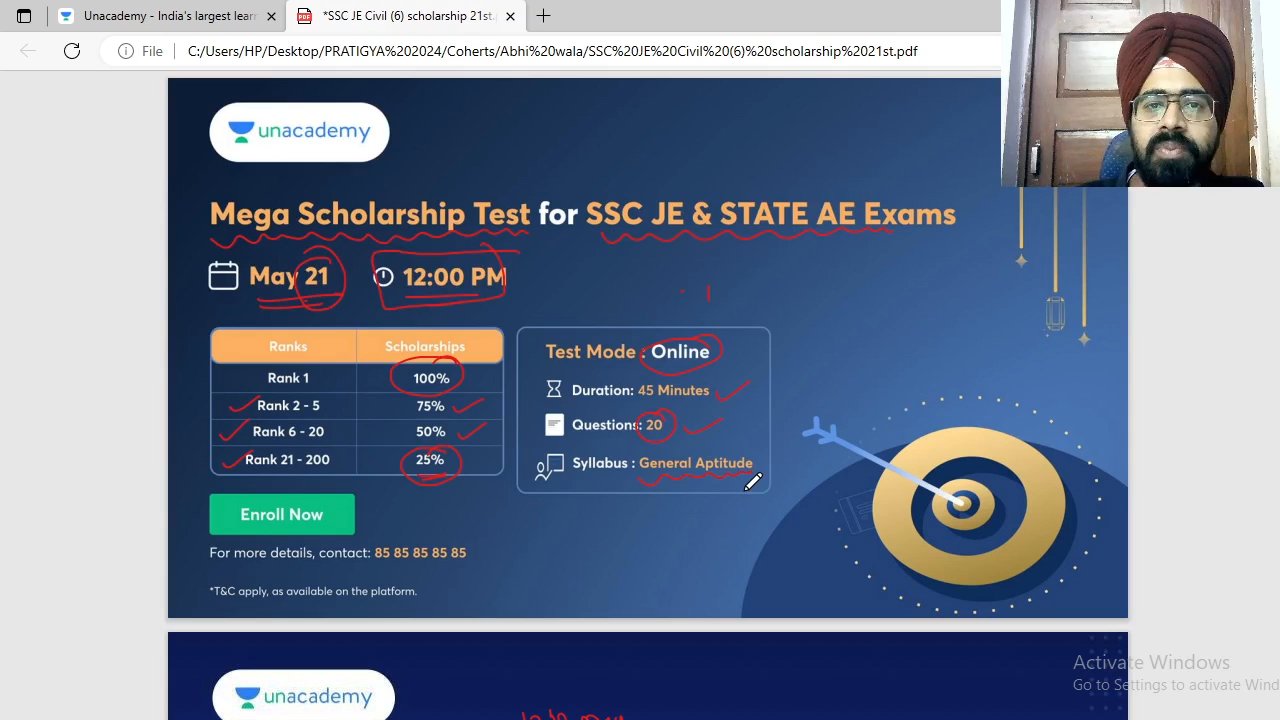 Unacademy - India's largest lear
*SSC JE Civil (6) scholarship 21st.
File C:/Users/HP/Desktop/PRATIGYA%202024/Coherts/Abhi%20wala/SSC%20JE%20Civil%20(6)%20scholarship%2021st.pdf
unacademy
Mega Scholarship Test for SSC JE & STATE AE Exams
May 21 12:00 PM
Ranks Scholarships
Rank 1 100%
Rank 2 - 5 75%
Rank 6 - 20 50%
Rank 21 - 200 25%
Test Mode : Online
Duration: 45 Minutes
Questions: 20
Syllabus : General Aptitude
Enroll Now
For more details, contact: 85 85 85 85 85
*T&C apply, as available on the platform.
Activate Windows
Go to Settings to activate Wind
unacademy